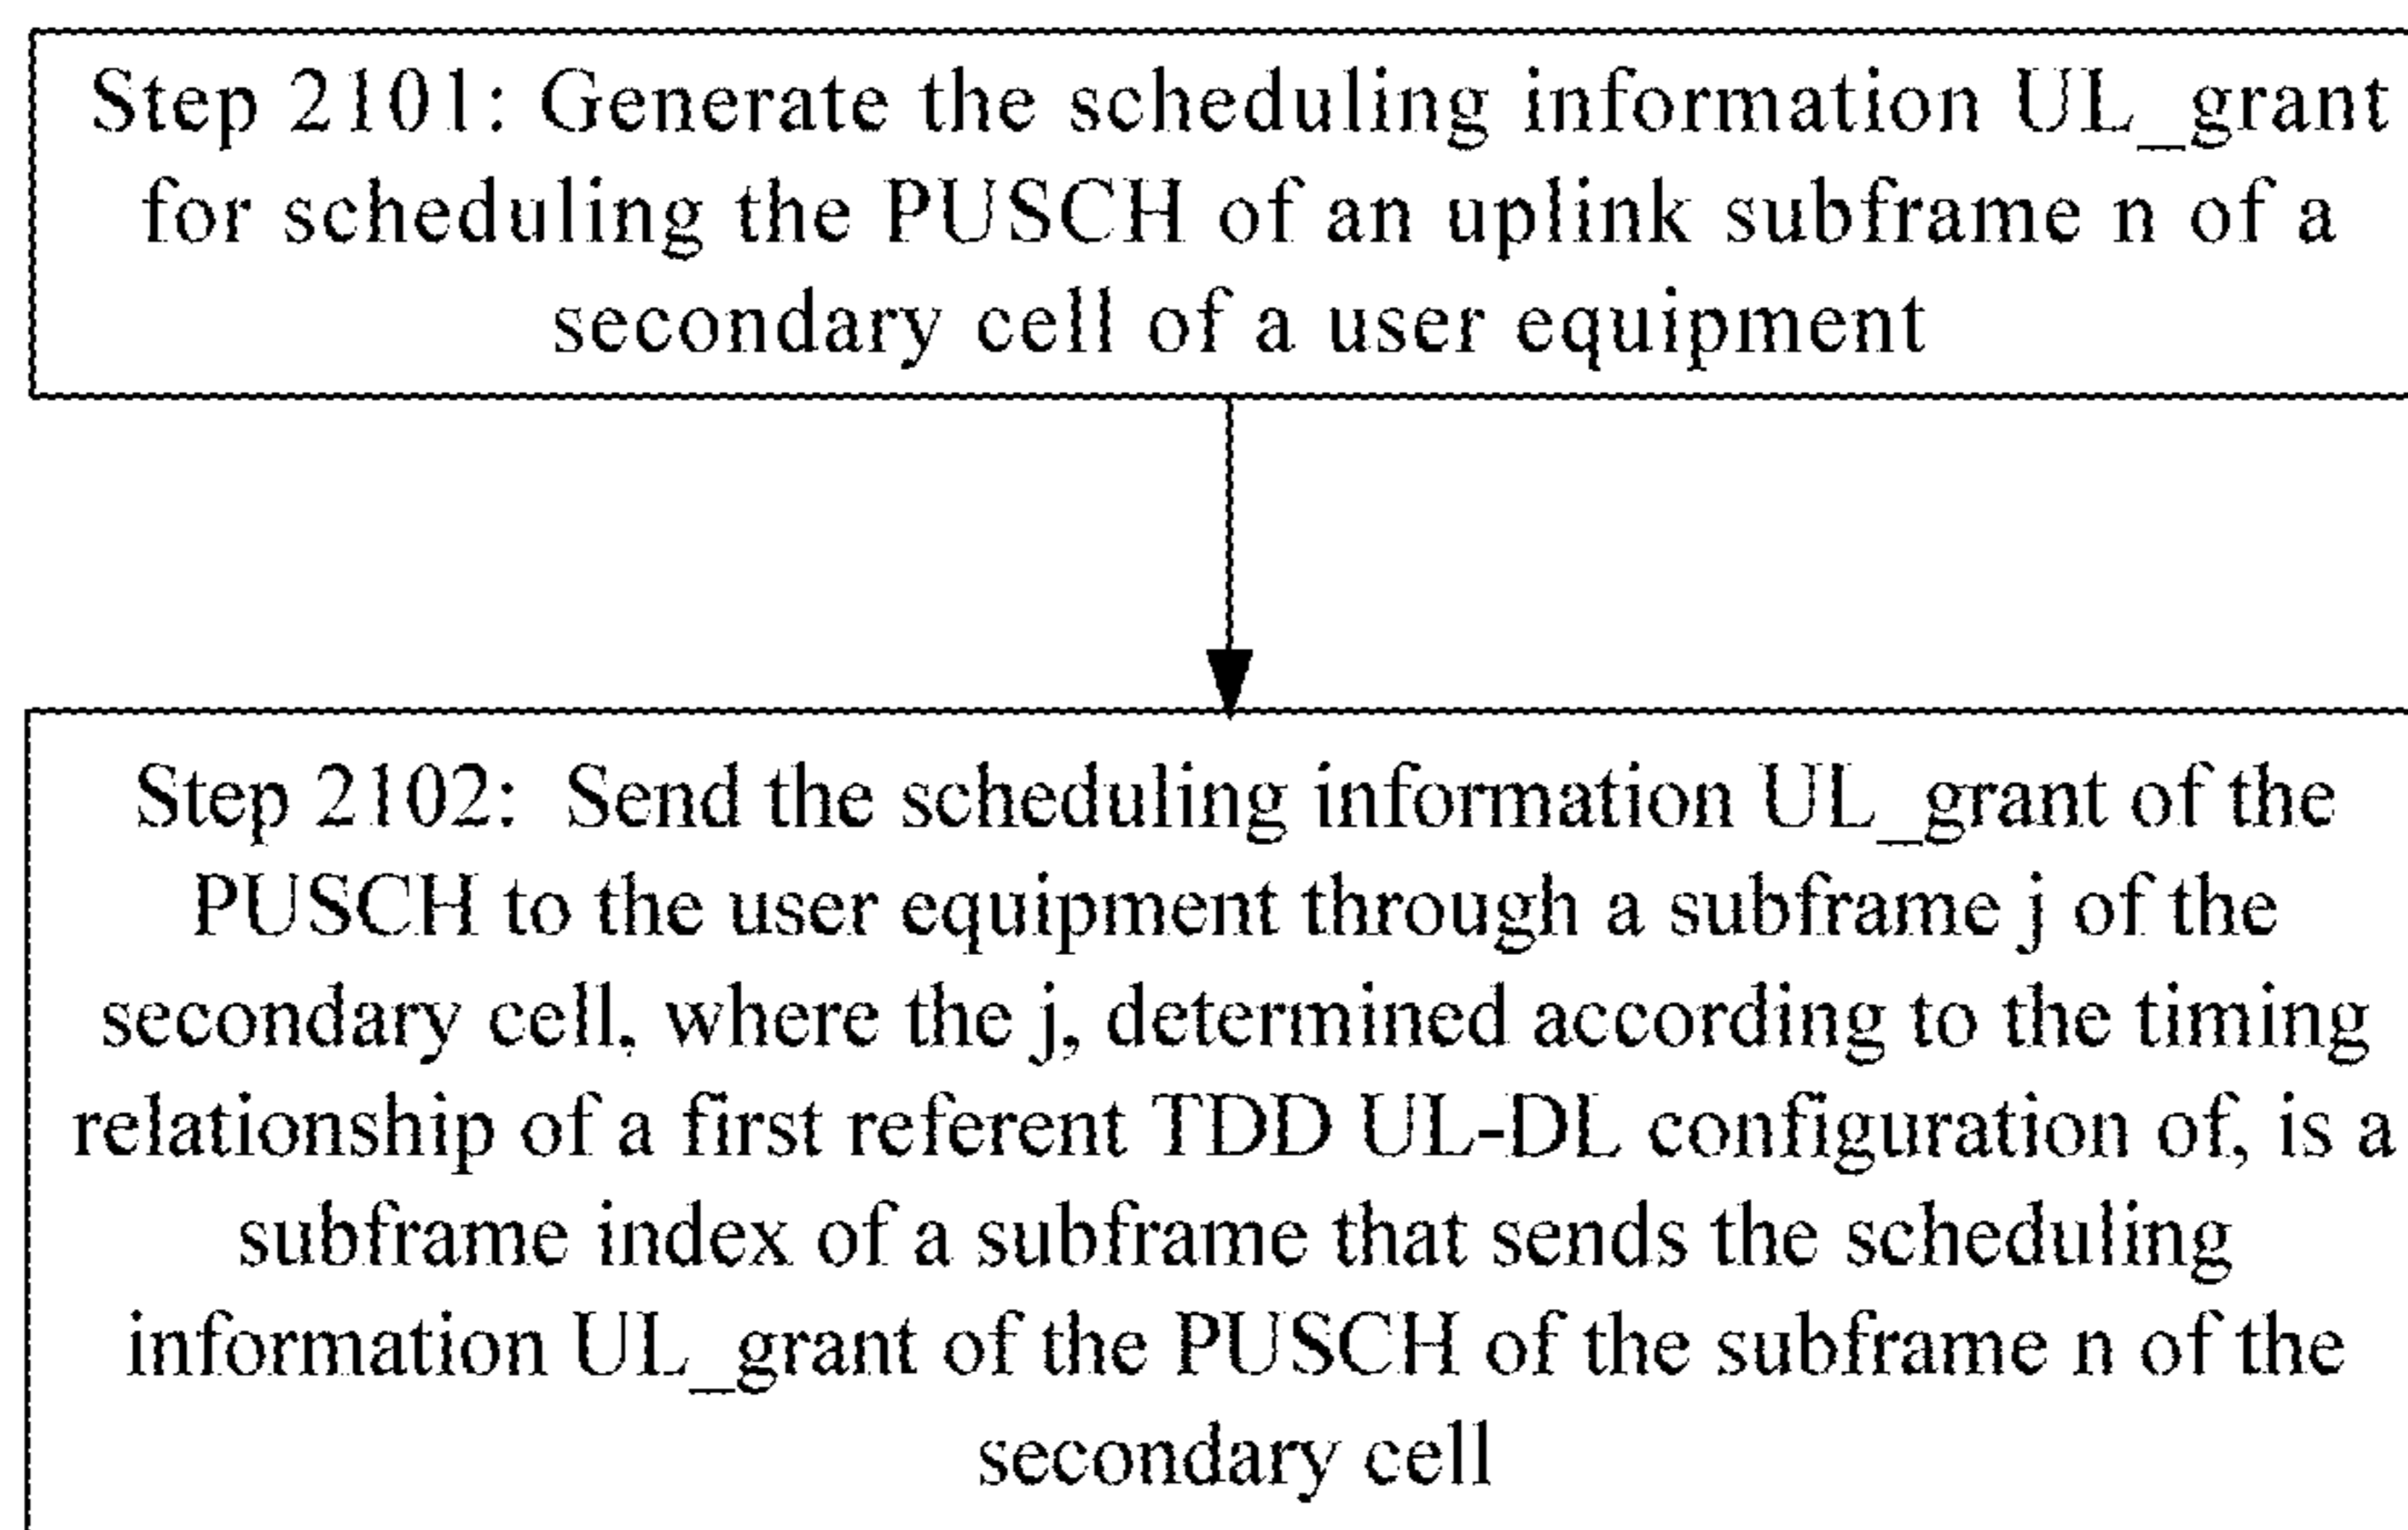 Step 2101: Generate the scheduling information UL_grant
for scheduling the PUSCH of an uplink subframe n of a
secondary cell of a user equipment
Step 2102: Send the scheduling information UL_grant of the
PUSCH to the user equipment through a subframe j of the
secondary cell, where the j, determined according to the timing
relationship of a first referent TDD UL-DL configuration of, is a
subframe index of a subframe that sends the scheduling
information UL_grant of the PUSCH of the subframe n of the
secondary cell